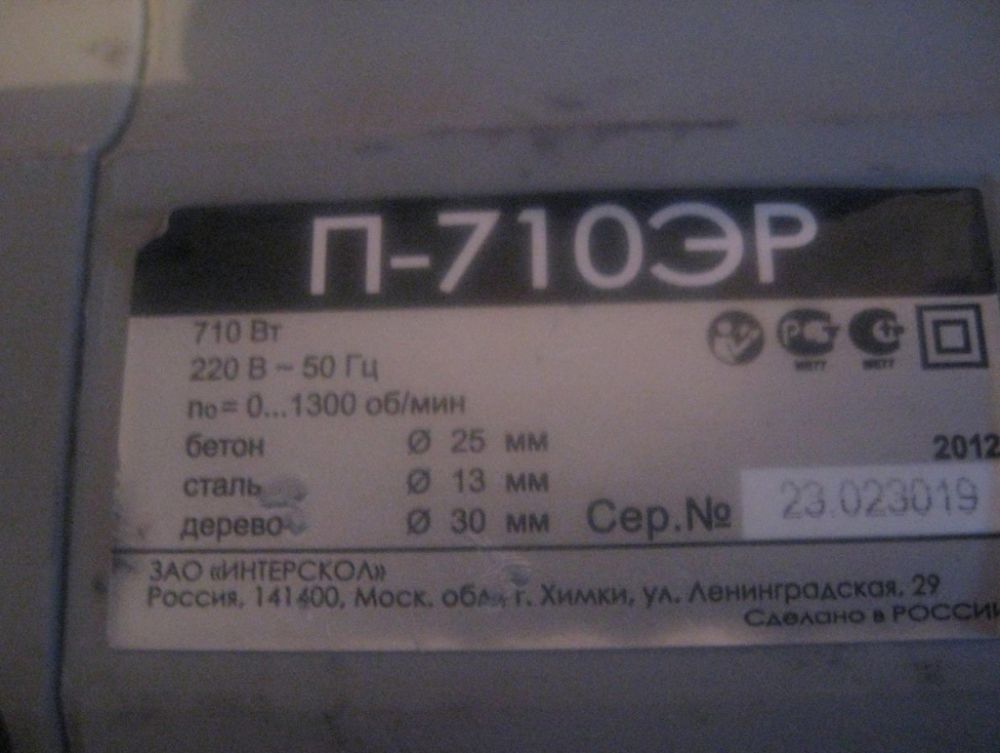 П-710ЭР
710 Вт
220 В ~ 50 Гц
n₀= 0...1300 об/мин
бетон Ø 25 мм
сталь Ø 13 мм
дерево Ø 30 мм
2012
Сер.№ 23.023019
ЗАО «ИНТЕРСКОЛ»
Россия, 141400, Моск. обл., г. Химки, ул. Ленинградская, 29
Сделано в РОССИИ